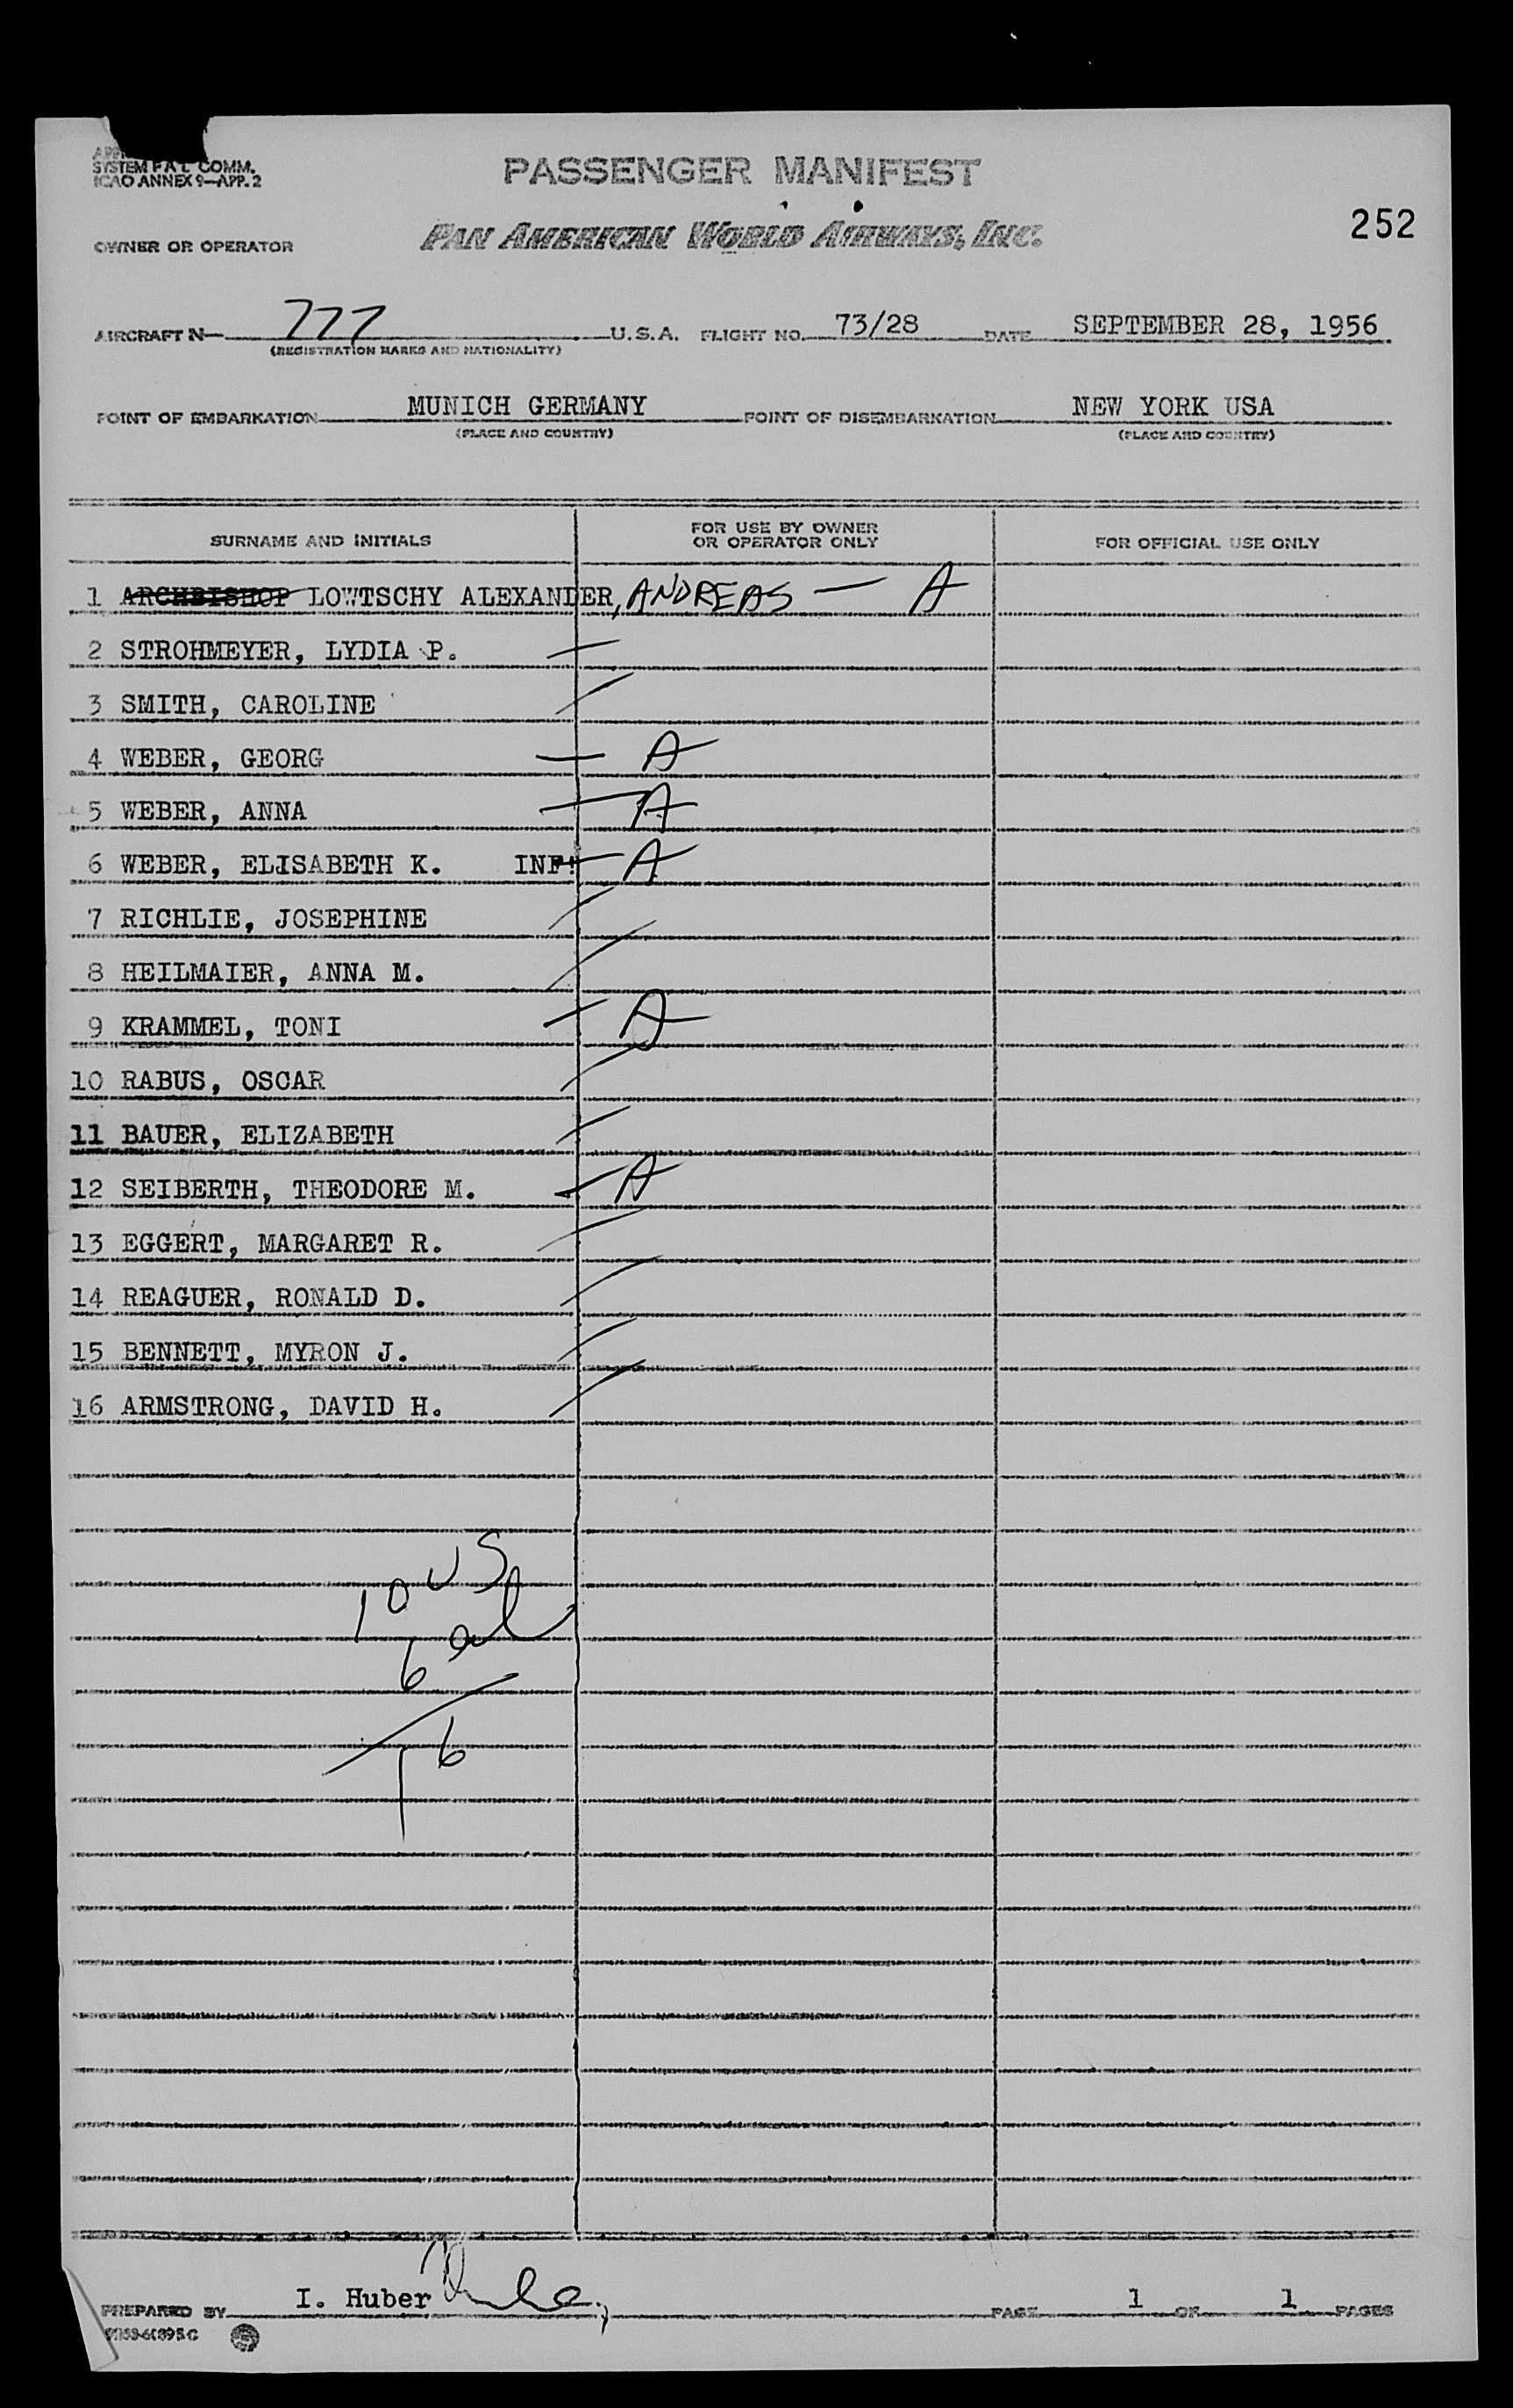 SYSTEM F A L COMM.
ICAO ANNEX 9—APP. 2
PASSENGER MANIFEST
252
OWNER OR OPERATOR PAN AMERICAN WORLD AIRWAYS, INC.
AIRCRAFT N— 777 U.S.A. FLIGHT NO. 73/28 DATE SEPTEMBER 28, 1956
(REGISTRATION MARKS AND NATIONALITY)
POINT OF EMBARKATION MUNICH GERMANY POINT OF DISEMBARKATION NEW YORK USA
(PLACE AND COUNTRY) (PLACE AND COUNTRY)
SURNAME AND INITIALS FOR USE BY OWNER OR OPERATOR ONLY FOR OFFICIAL USE ONLY
1 ARCHBISHOP LOWTSCHY ALEXANDER, ANDREAS — A
2 STROHMEYER, LYDIA P.
3 SMITH, CAROLINE
4 WEBER, GEORG — A
5 WEBER, ANNA — A
6 WEBER, ELISABETH K. INF! — A
7 RICHLIE, JOSEPHINE
8 HEILMAIER, ANNA M.
9 KRAMMEL, TONI — A
10 RABUS, OSCAR
11 BAUER, ELIZABETH
12 SEIBERTH, THEODORE M. — A
13 EGGERT, MARGARET R.
14 REAGUER, RONALD D.
15 BENNETT, MYRON J.
16 ARMSTRONG, DAVID H.
10 US
6 al
16
PREPARED BY I. Huber PAGE 1 OF 1 PAGES